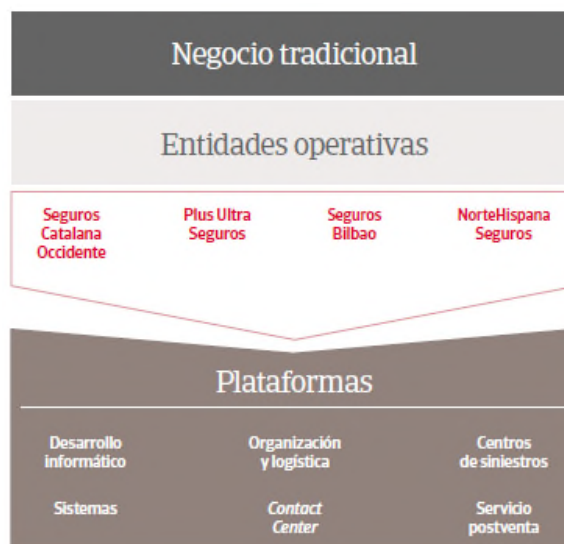 Negocio tradicional
Entidades operativas
Seguros
Catalana
Occidente
Plus Ultra
Seguros
Seguros
Bilbao
NorteHispana
Seguros
Plataformas
Desarrollo
informático
Organización
y logística
Centros
de siniestros
Sistemas
Contact
Center
Servicio
postventa